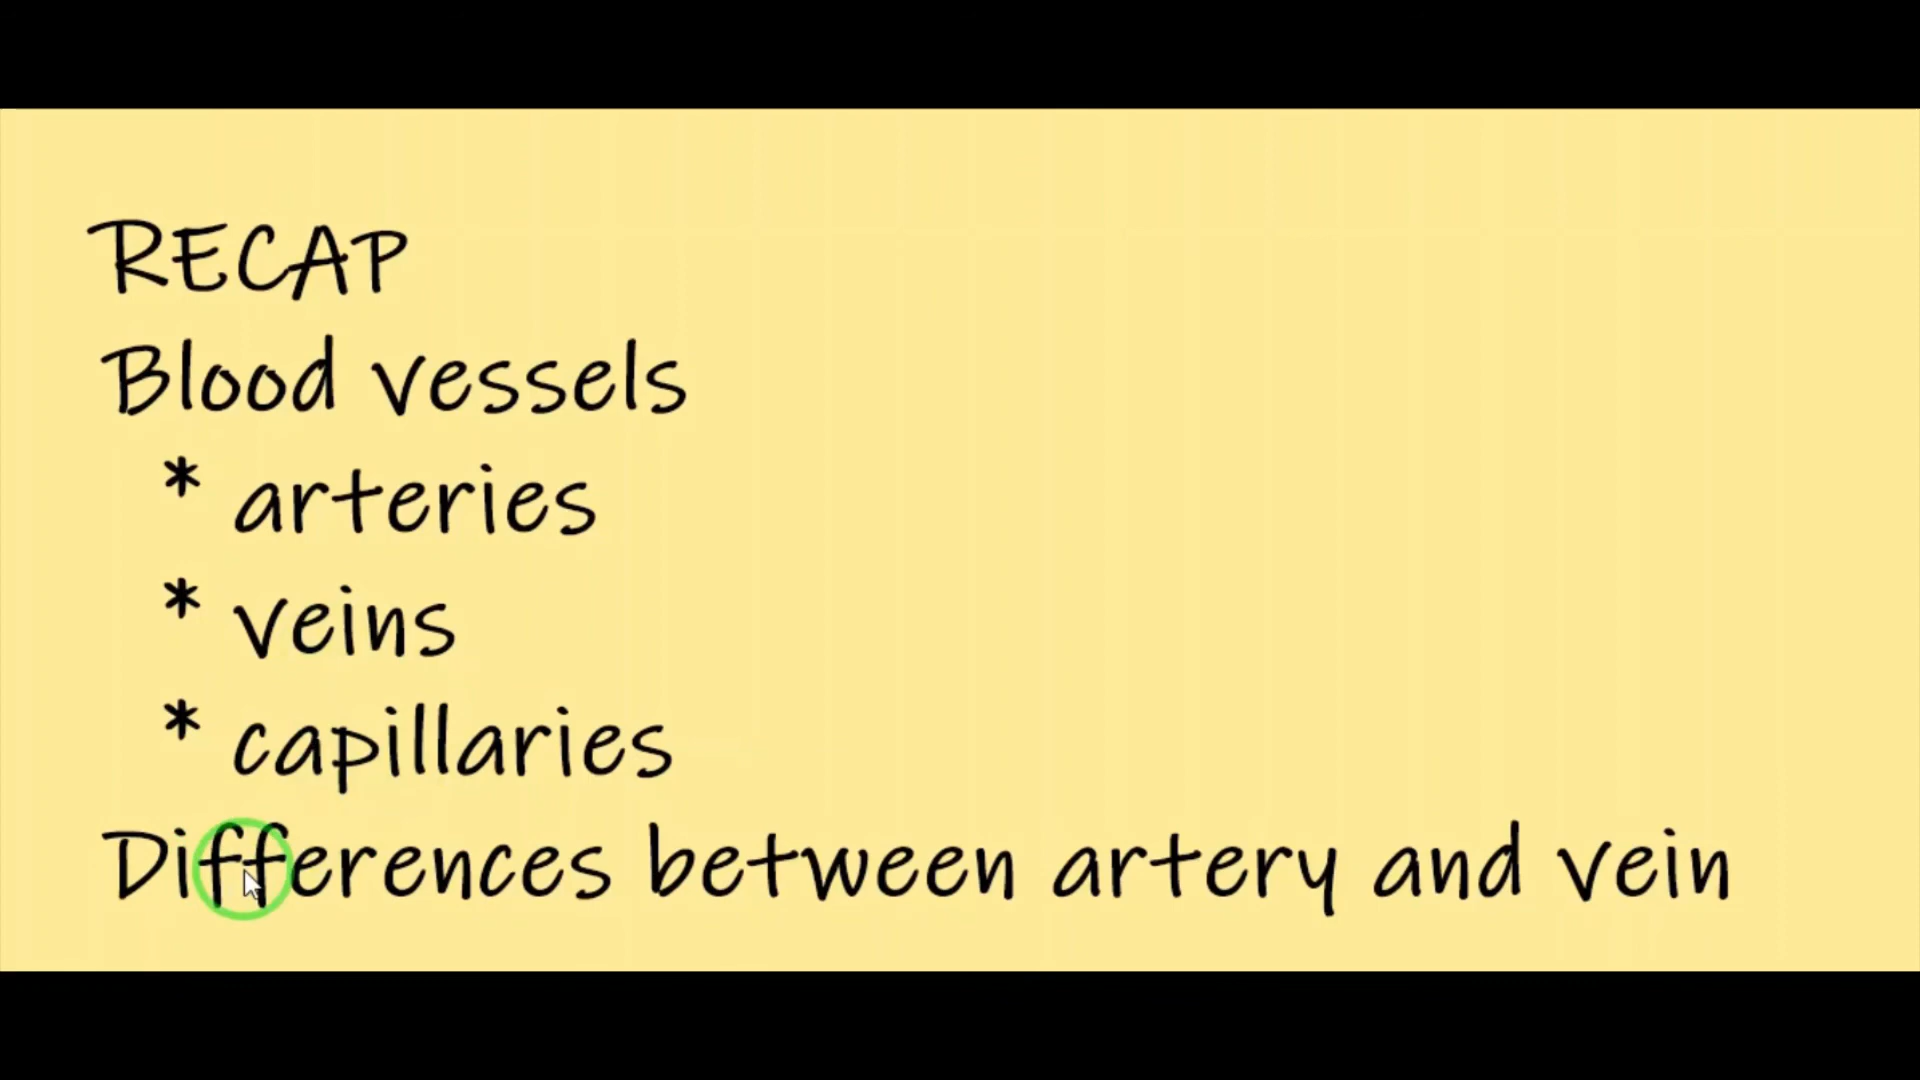 RECAP
Blood vessels
* arteries
* veins
* capillaries
Differences between artery and vein